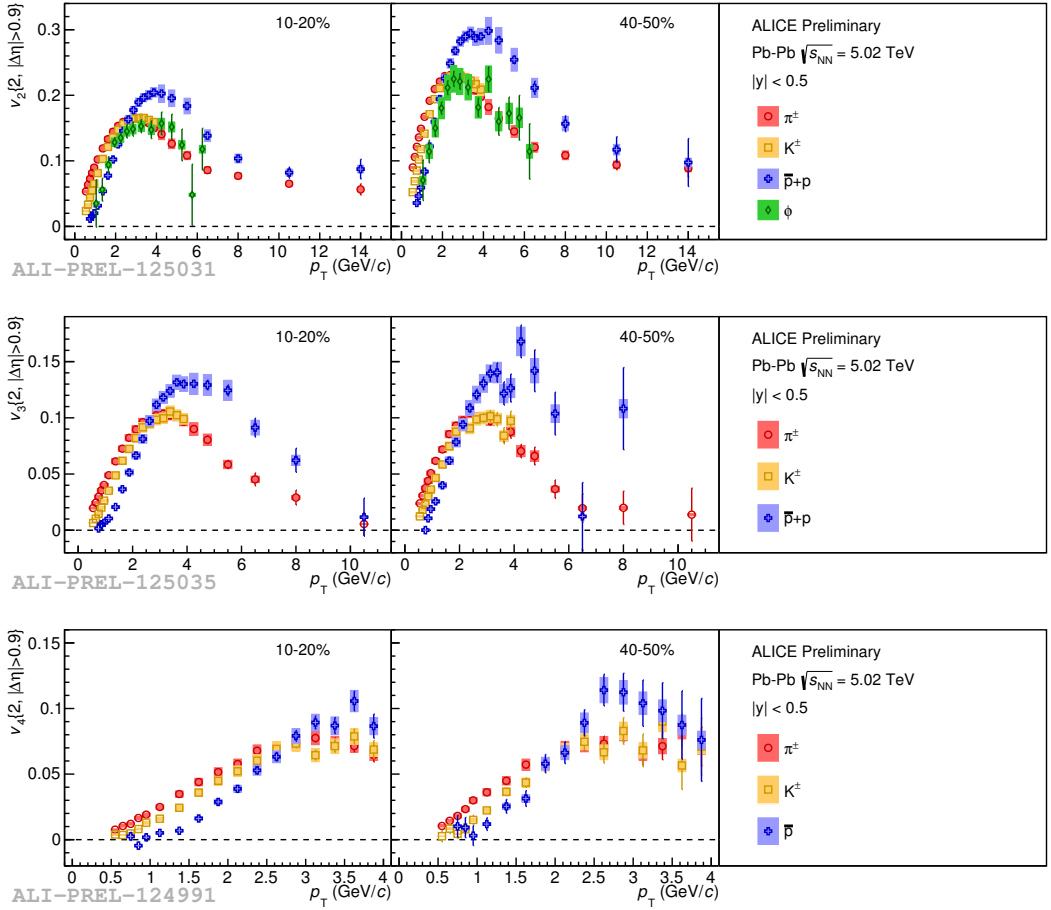 v2{2, |Δη|>0.9}
10-20%
40-50%
0.3
0.2
0.1
0
0 2 4 6 8 10 12 14
0 2 4 6 8 10 12 14
pT (GeV/c)
pT (GeV/c)
ALICE Preliminary
Pb-Pb √sNN = 5.02 TeV
|y| < 0.5
π±
K±
p̅+p
ϕ
ALI-PREL-125031
v3{2, |Δη|>0.9}
10-20%
40-50%
0.15
0.1
0.05
0
0 2 4 6 8 10
0 2 4 6 8 10 12
pT (GeV/c)
pT (GeV/c)
ALICE Preliminary
Pb-Pb √sNN = 5.02 TeV
|y| < 0.5
π±
K±
p̅+p
ALI-PREL-125035
v4{2, |Δη|>0.9}
10-20%
40-50%
0.15
0.1
0.05
0
0 0.5 1 1.5 2 2.5 3 3.5 4
0 0.5 1 1.5 2 2.5 3 3.5 4
pT (GeV/c)
pT (GeV/c)
ALICE Preliminary
Pb-Pb √sNN = 5.02 TeV
|y| < 0.5
π±
K±
p̅
ALI-PREL-124991